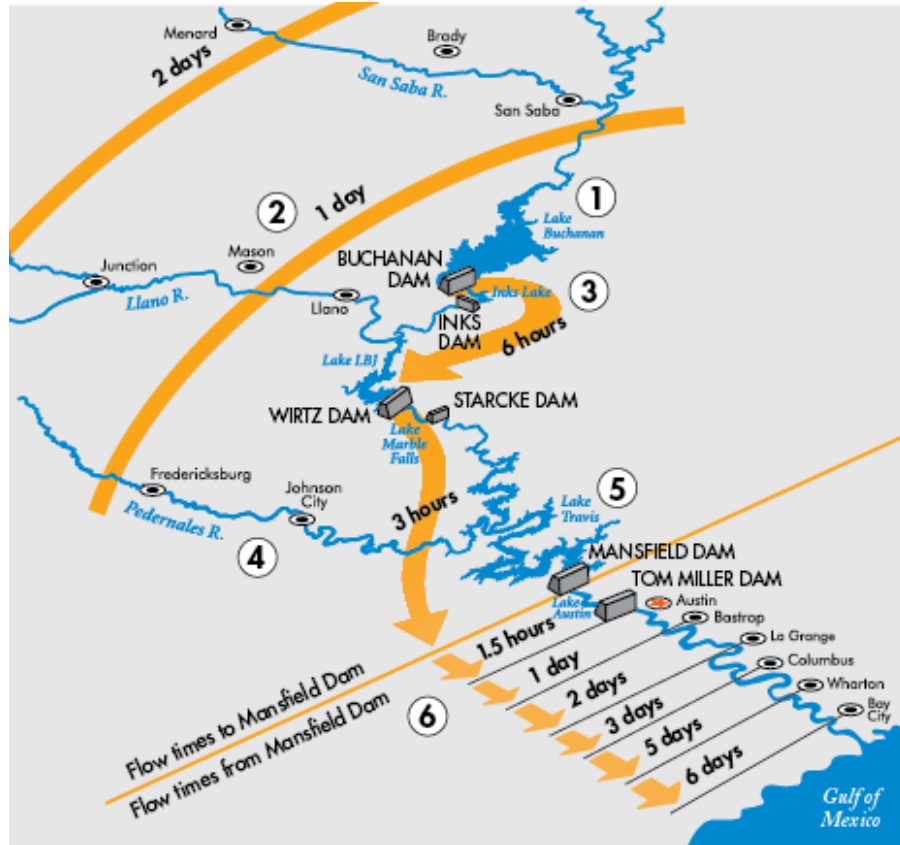 Menard
Brady
2 days
San Saba R.
San Saba
1
2
1 day
Lake
Buchanan
Mason
BUCHANAN
DAM
Junction
Llano R.
Llano
Inks Lake
3
INKS
DAM
6 hours
Lake LBJ
WIRTZ DAM
STARCKE DAM
Lake
Marble
Falls
Fredericksburg
Johnson
City
Pedernales R.
3 hours
5
Lake
Travis
4
MANSFIELD DAM
TOM MILLER DAM
Lake
Austin
Austin
Bastrop
La Grange
Columbus
Wharton
Bay
City
1.5 hours
1 day
2 days
3 days
5 days
6 days
6
Flow times to Mansfield Dam
Flow times from Mansfield Dam
Gulf of
Mexico